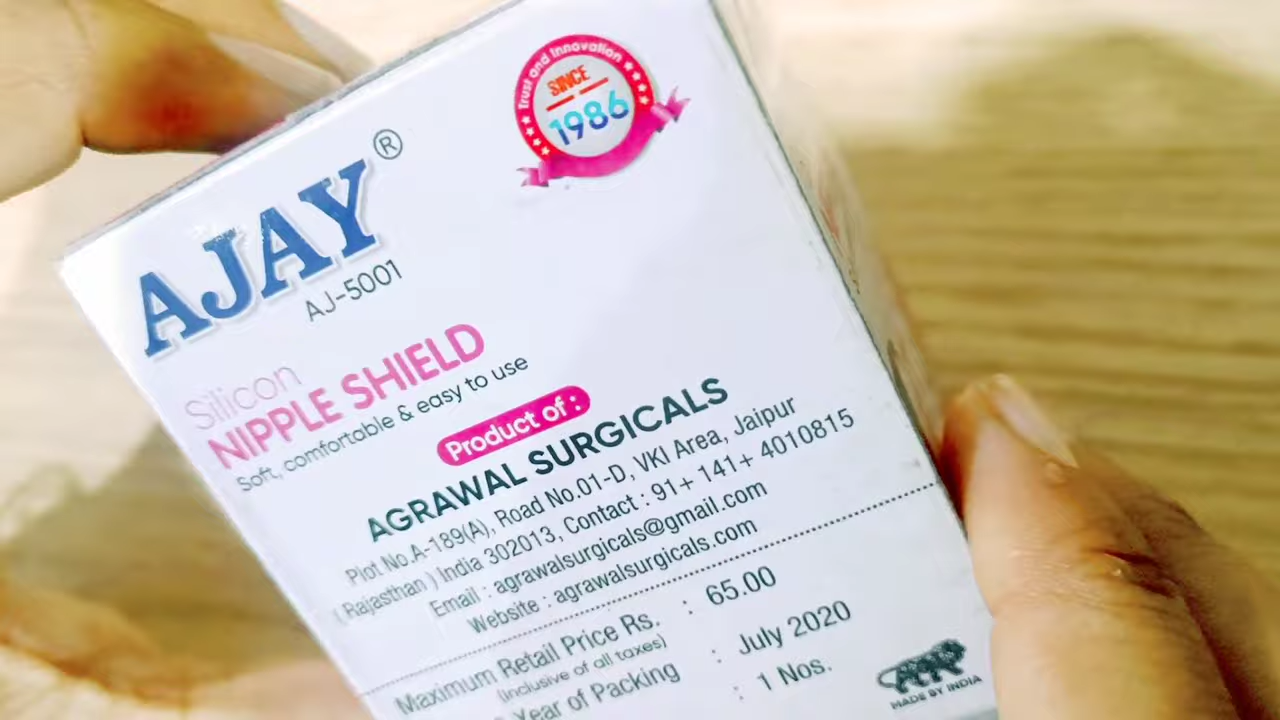 Trust and Innovation
SINCE
1986
AJAY ®
AJ-5001
Silicon
NIPPLE SHIELD
Soft, comfortable & easy to use
Product of :
AGRAWAL SURGICALS
Plot No.A-189(A), Road No.01-D, VKI Area, Jaipur
( Rajasthan ) India 302013, Contact : 91+ 141+ 4010815
Email : agrawalsurgicals@gmail.com
Website : agrawalsurgicals.com
Maximum Retail Price Rs. : 65.00
(Inclusive of all taxes)
Year of Packing : July 2020
: 1 Nos.
MADE BY INDIA